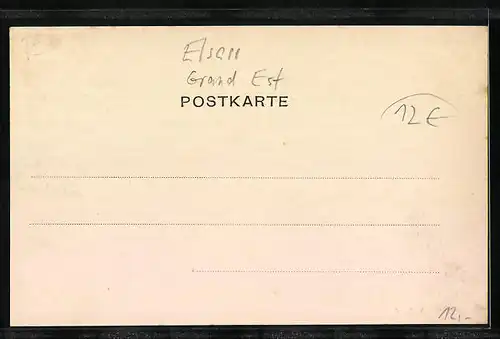 Elsass
Grand Est
POSTKARTE
12€
12,-